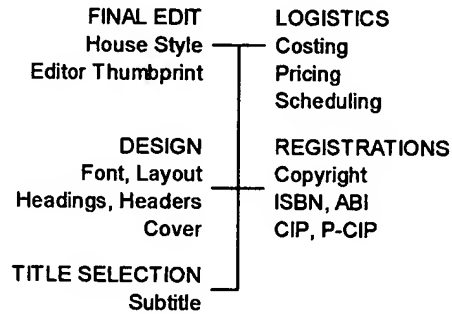 FINAL EDIT
House Style
Editor Thumbprint
LOGISTICS
Costing
Pricing
Scheduling
DESIGN
Font, Layout
Headings, Headers
Cover
REGISTRATIONS
Copyright
ISBN, ABI
CIP, P-CIP
TITLE SELECTION
Subtitle